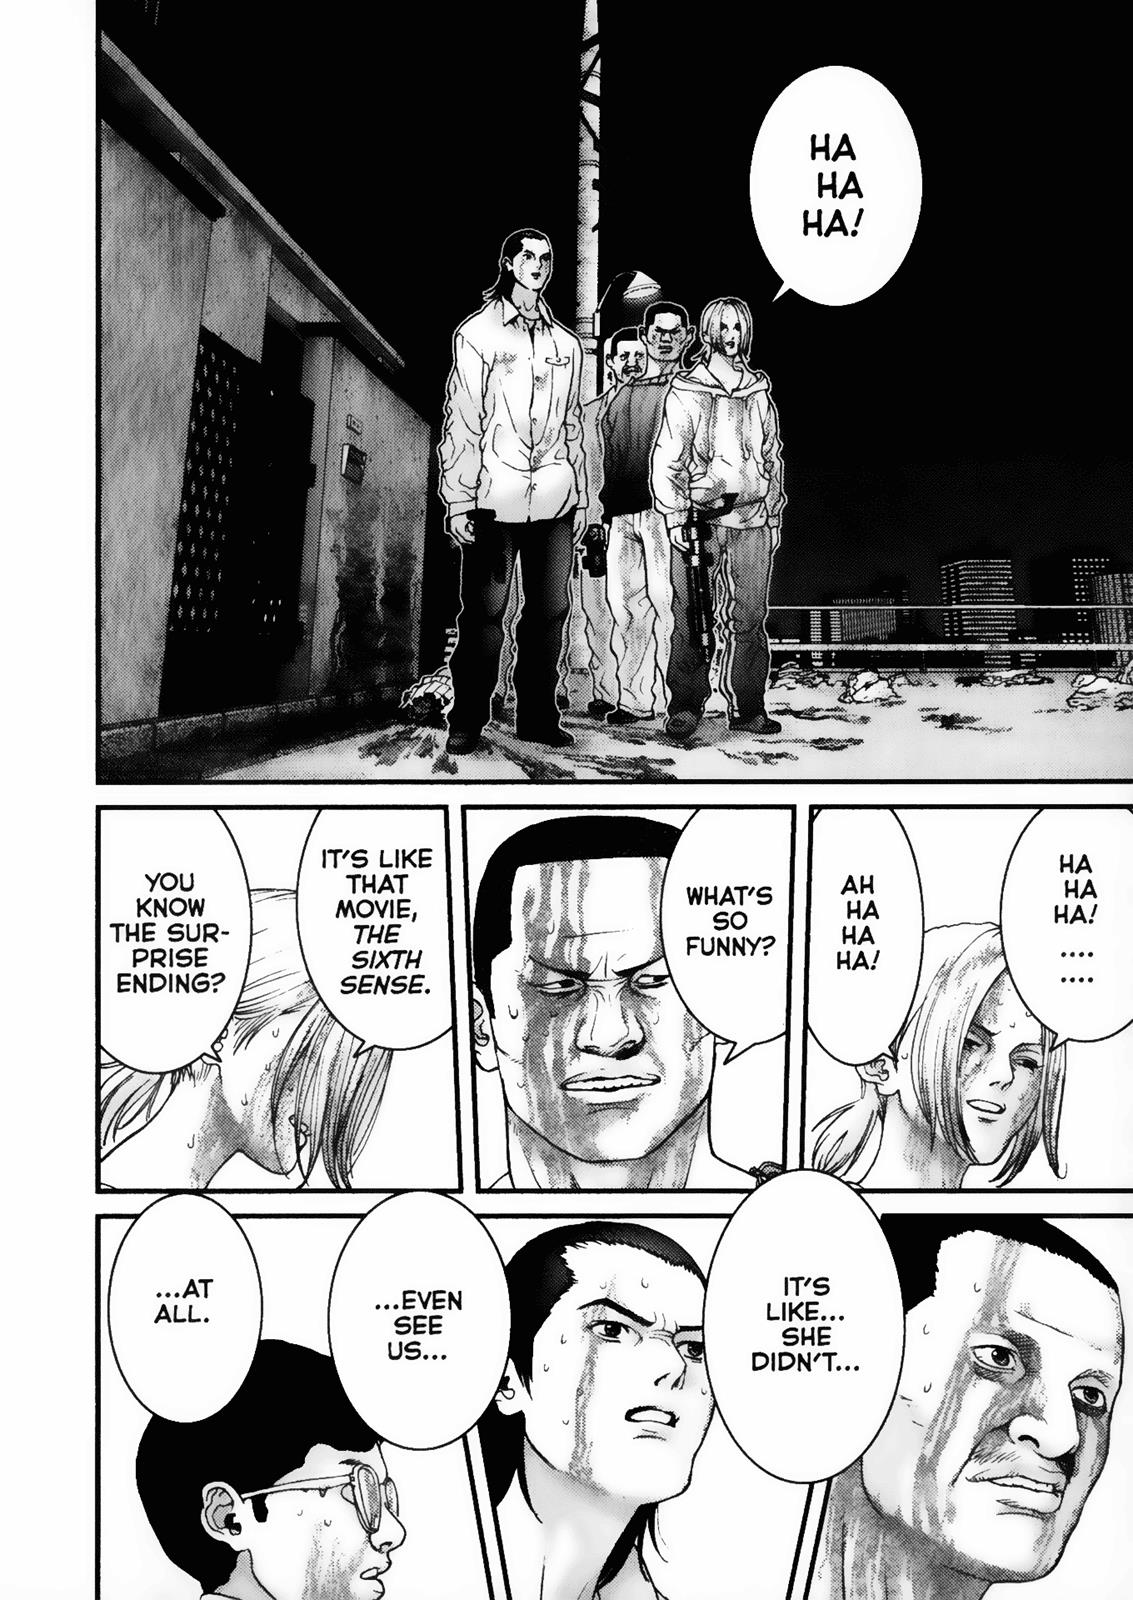 HA
HA
HA!
HA
HA
HA!
....
....
AH
HA
HA
HA!
WHAT'S
SO
FUNNY?
IT'S LIKE
THAT
MOVIE,
THE
SIXTH
SENSE.
YOU
KNOW
THE SUR-
PRISE
ENDING?
IT'S
LIKE...
SHE
DIDN'T...
...EVEN
SEE
US...
...AT
ALL.